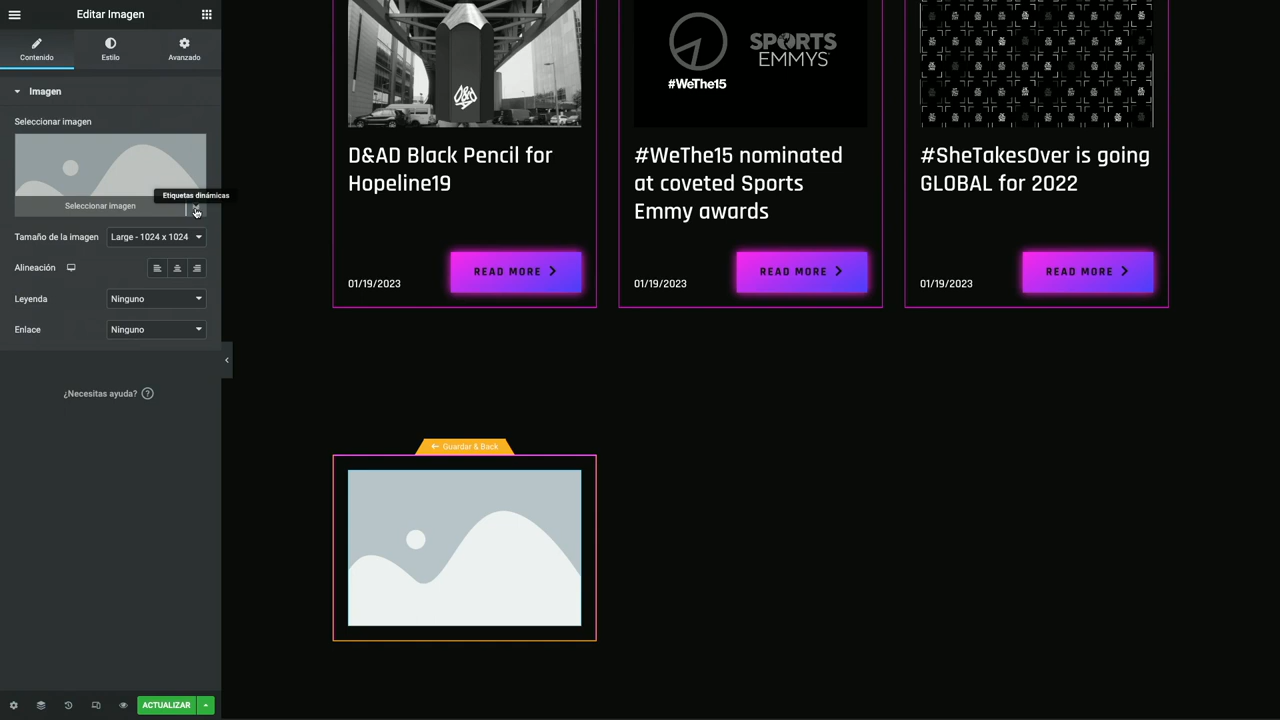 Editar Imagen
Contenido
Estilo
Avanzado
Imagen
Seleccionar imagen
Etiquetas dinámicas
Seleccionar imagen
Tamaño de la imagen
Large - 1024 x 1024
Alineación
Leyenda
Ninguno
Enlace
Ninguno
¿Necesitas ayuda? ?
ACTUALIZAR
D&AD
#WeThe15
SPORTS
EMMYS
D&AD Black Pencil for
Hopeline19
01/19/2023
READ MORE
#WeThe15 nominated
at coveted Sports
Emmy awards
01/19/2023
READ MORE
#SheTakesOver is going
GLOBAL for 2022
01/19/2023
READ MORE
Guardar & Back